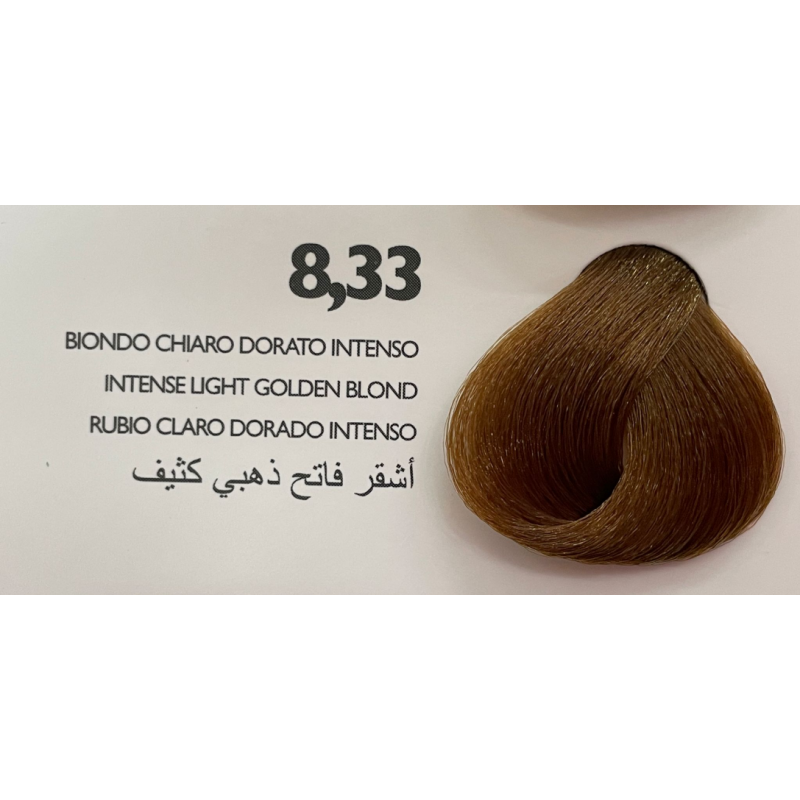 8,33
BIONDO CHIARO DORATO INTENSO
INTENSE LIGHT GOLDEN BLOND
RUBIO CLARO DORADO INTENSO
أشقر فاتح ذهبي كثيف